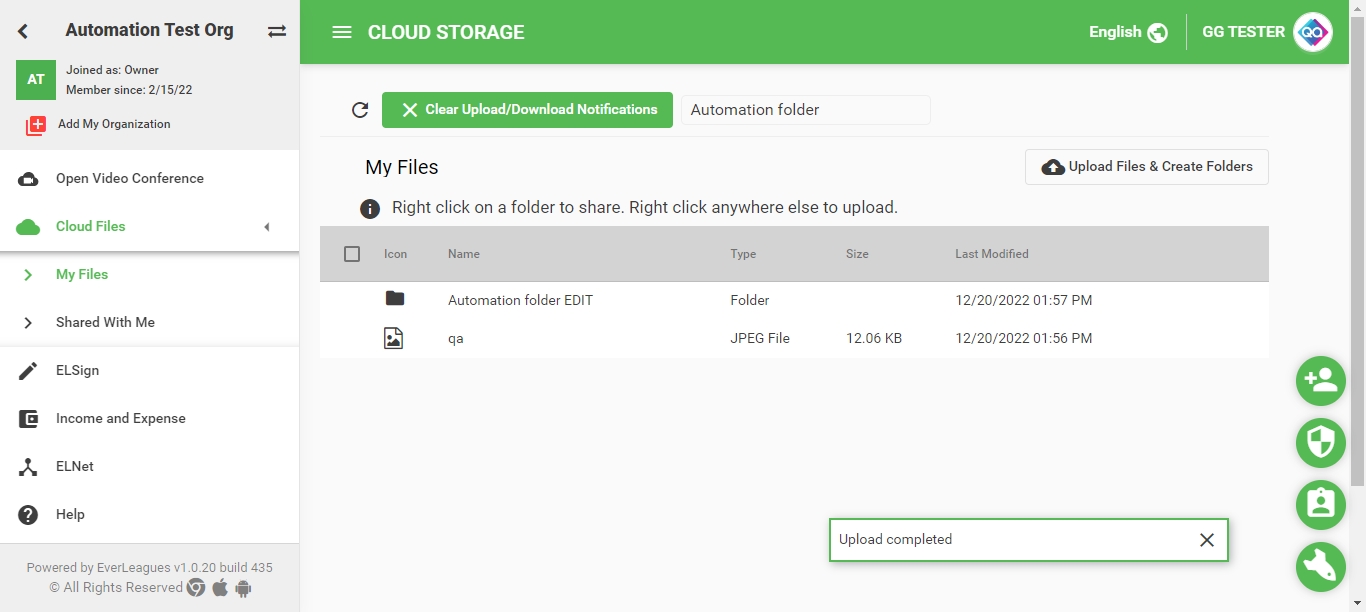 Automation Test Org
AT
Joined as: Owner
Member since: 2/15/22
Add My Organization
Open Video Conference
Cloud Files
My Files
Shared With Me
ELSign
Income and Expense
ELNet
Help
Powered by EverLeagues v1.0.20 build 435
© All Rights Reserved
CLOUD STORAGE
English
GG TESTER
QA
Clear Upload/Download Notifications
Automation folder
My Files
Upload Files & Create Folders
Right click on a folder to share. Right click anywhere else to upload.
Icon Name Type Size Last Modified
Automation folder EDIT Folder 12/20/2022 01:57 PM
qa JPEG File 12.06 KB 12/20/2022 01:56 PM
Upload completed